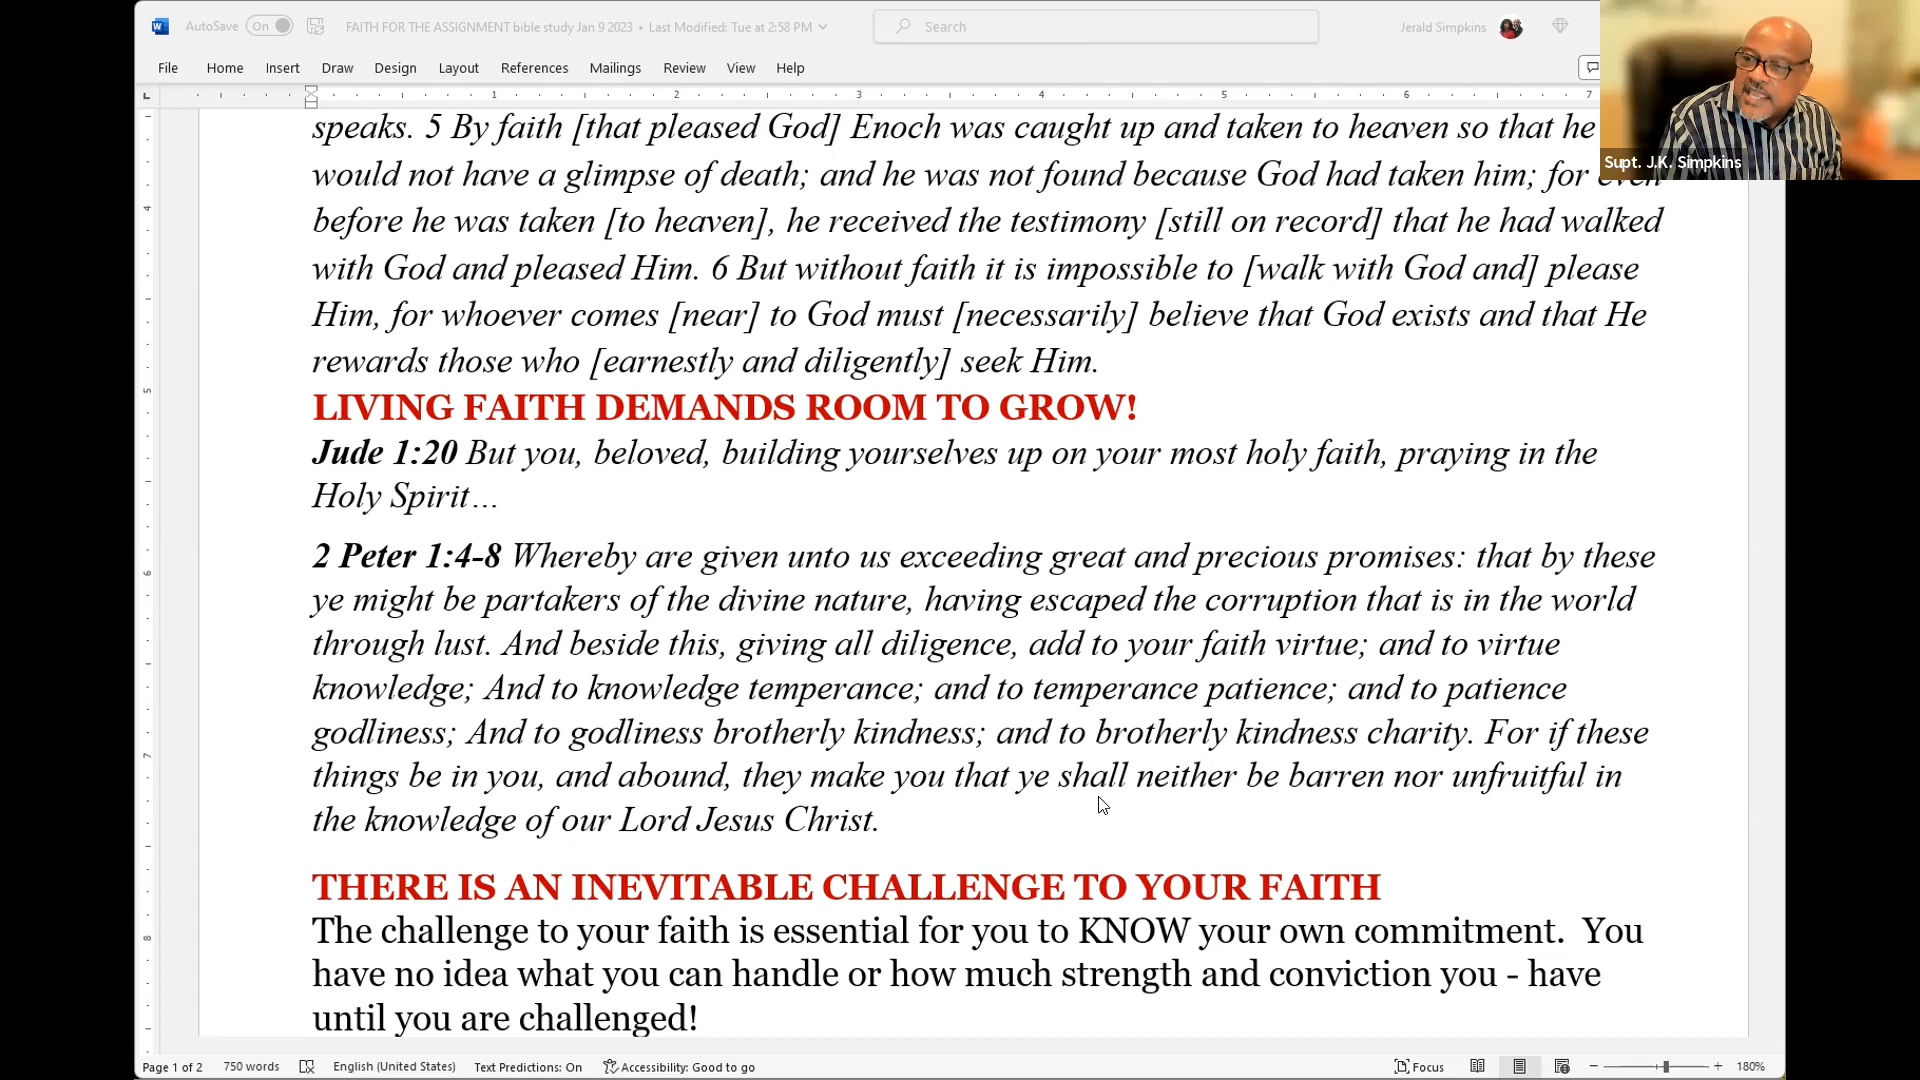 AutoSave On FAITH FOR THE ASSIGNMENT bible study Jan 9 2023 • Last Modified: Tue at 2:58 PM Search Jerald Simpkins
File Home Insert Draw Design Layout References Mailings Review View Help
1 2 3 4 5 6 7
speaks. 5 By faith [that pleased God] Enoch was caught up and taken to heaven so that he
would not have a glimpse of death; and he was not found because God had taken him; for even
Supt. J.K. Simpkins
before he was taken [to heaven], he received the testimony [still on record] that he had walked
with God and pleased Him. 6 But without faith it is impossible to [walk with God and] please
Him, for whoever comes [near] to God must [necessarily] believe that God exists and that He
rewards those who [earnestly and diligently] seek Him.
LIVING FAITH DEMANDS ROOM TO GROW!
Jude 1:20 But you, beloved, building yourselves up on your most holy faith, praying in the
Holy Spirit…
2 Peter 1:4-8 Whereby are given unto us exceeding great and precious promises: that by these
ye might be partakers of the divine nature, having escaped the corruption that is in the world
through lust. And beside this, giving all diligence, add to your faith virtue; and to virtue
knowledge; And to knowledge temperance; and to temperance patience; and to patience
godliness; And to godliness brotherly kindness; and to brotherly kindness charity. For if these
things be in you, and abound, they make you that ye shall neither be barren nor unfruitful in
the knowledge of our Lord Jesus Christ.
THERE IS AN INEVITABLE CHALLENGE TO YOUR FAITH
The challenge to your faith is essential for you to KNOW your own commitment.  You
have no idea what you can handle or how much strength and conviction you - have
until you are challenged!
4
5
6
7
8
Page 1 of 2 750 words English (United States) Text Predictions: On Accessibility: Good to go Focus 180%